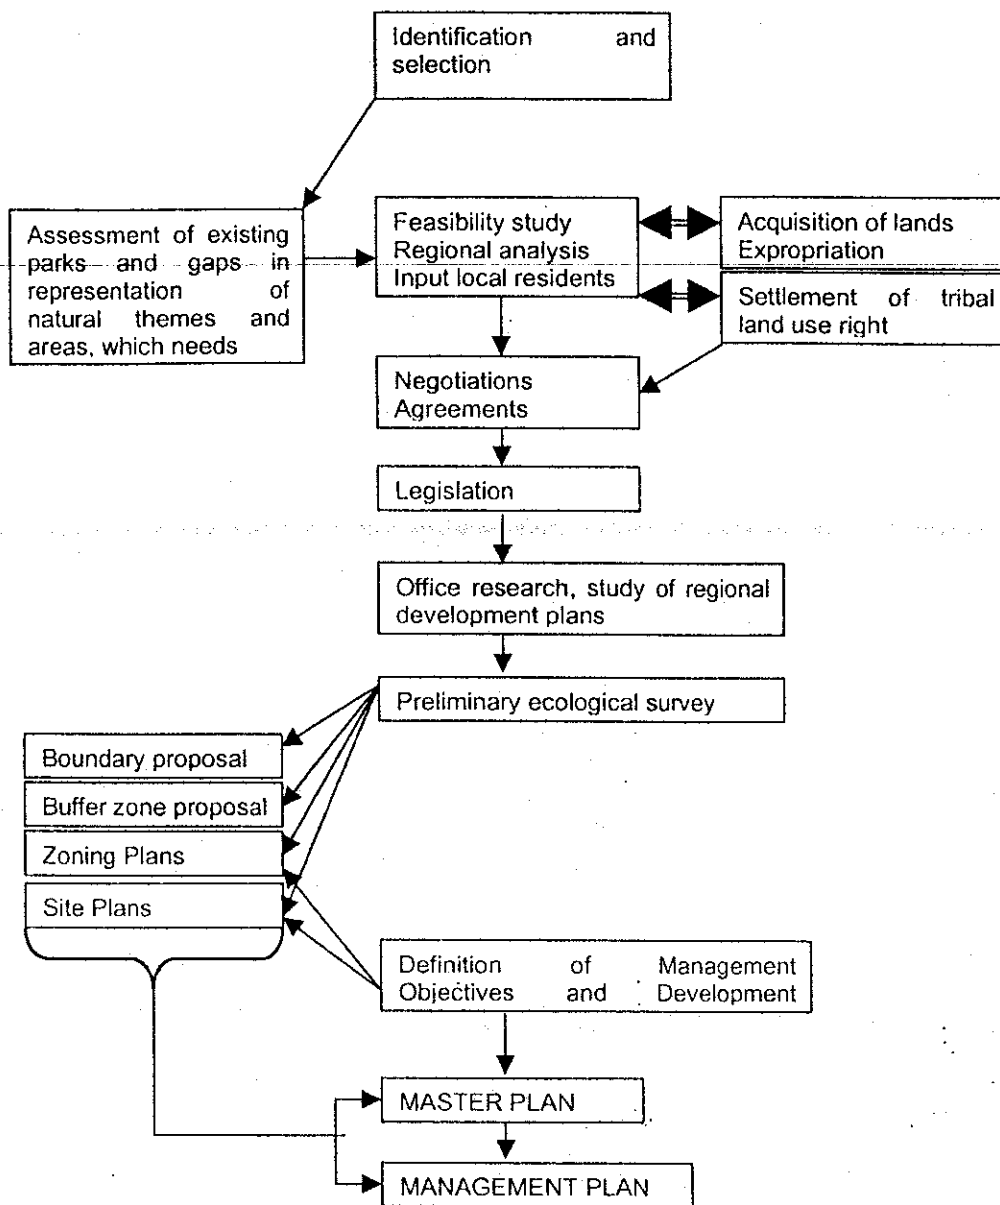 Identification and
selection
Assessment of existing
parks and gaps in
representation of
natural themes and
areas, which needs
Feasibility study
Regional analysis
Input local residents
Acquisition of lands
Expropriation
Settlement of tribal
land use right
Negotiations
Agreements
Legislation
Office research, study of regional
development plans
Preliminary ecological survey
Boundary proposal
Buffer zone proposal
Zoning Plans
Site Plans
Definition of Management
Objectives and Development
MASTER PLAN
MANAGEMENT PLAN